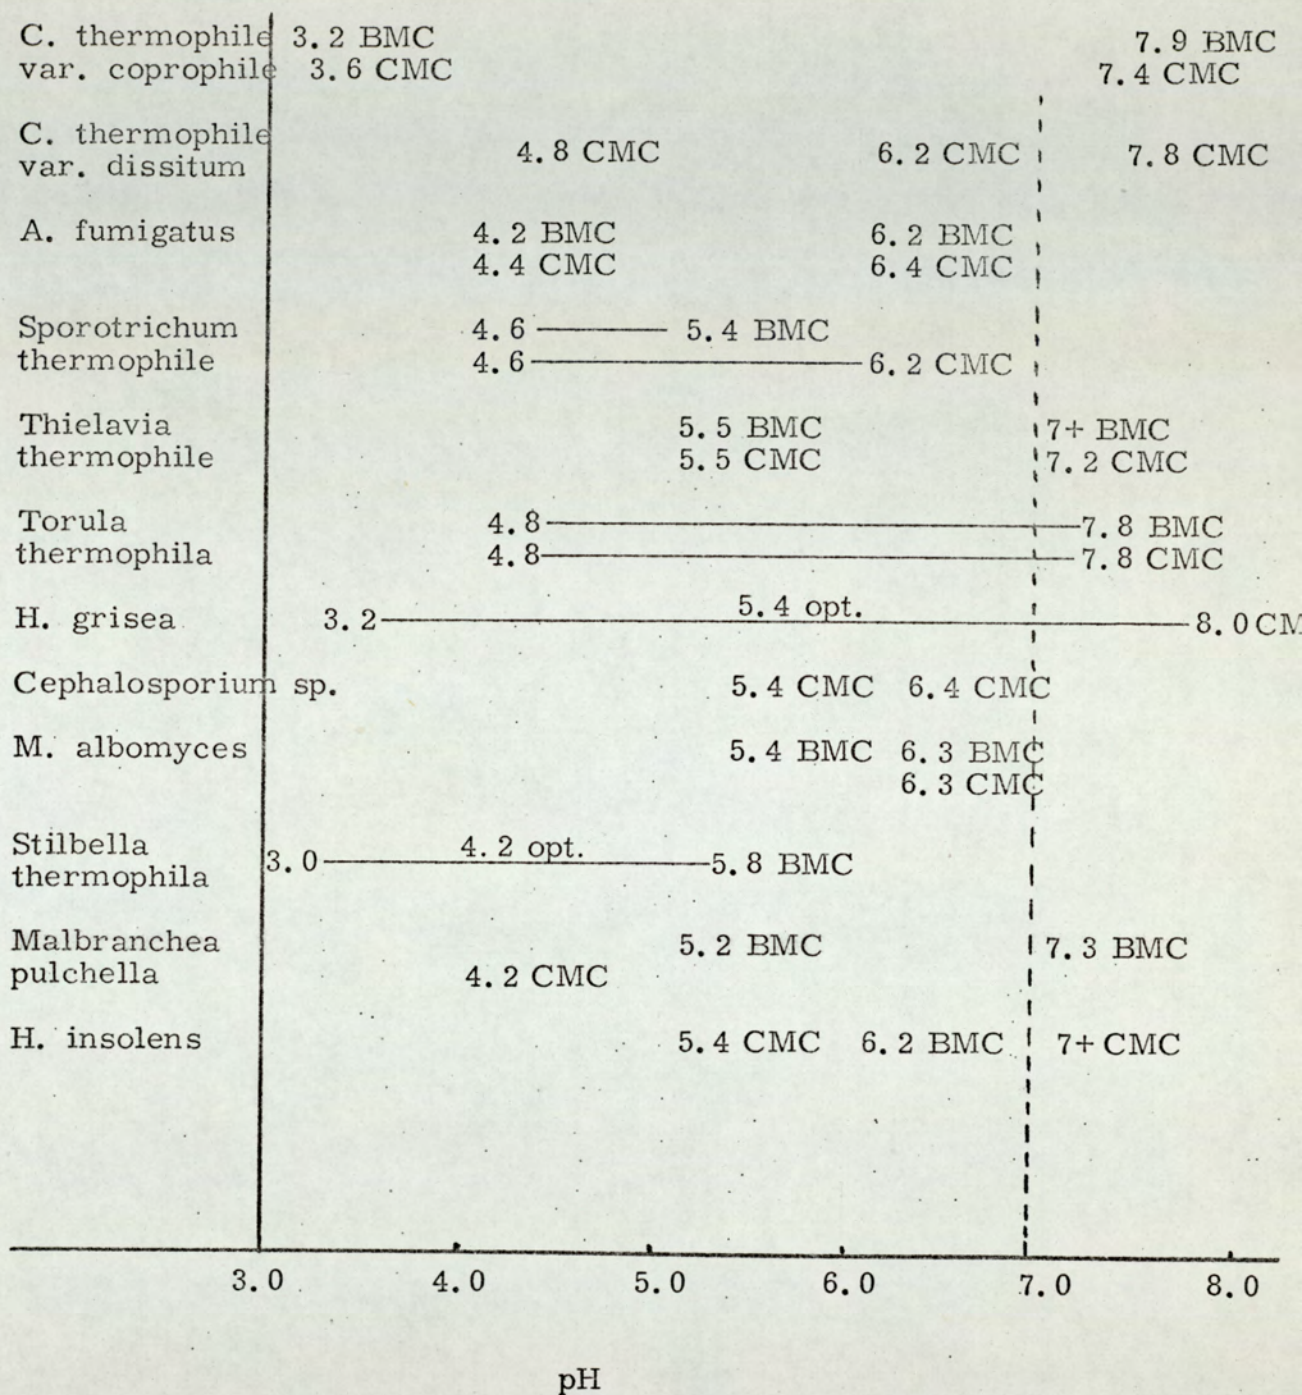 C. thermophile 3.2 BMC 7.9 BMC
var. coprophile 3.6 CMC 7.4 CMC
C. thermophile
var. dissitum 4.8 CMC 6.2 CMC 7.8 CMC
A. fumigatus 4.2 BMC 6.2 BMC
4.4 CMC 6.4 CMC
Sporotrichum 4.6 5.4 BMC
thermophile 4.6 6.2 CMC
Thielavia 5.5 BMC 7+ BMC
thermophile 5.5 CMC 7.2 CMC
Torula 4.8 7.8 BMC
thermophila 4.8 7.8 CMC
H. grisea 3.2 5.4 opt. 8.0 CM
Cephalosporium sp. 5.4 CMC 6.4 CMC
M. albomyces 5.4 BMC 6.3 BMC
6.3 CMC
Stilbella
thermophila 3.0 4.2 opt. 5.8 BMC
Malbranchea 5.2 BMC 7.3 BMC
pulchella 4.2 CMC
H. insolens 5.4 CMC 6.2 BMC 7+ CMC
3.0 4.0 5.0 6.0 7.0 8.0
pH